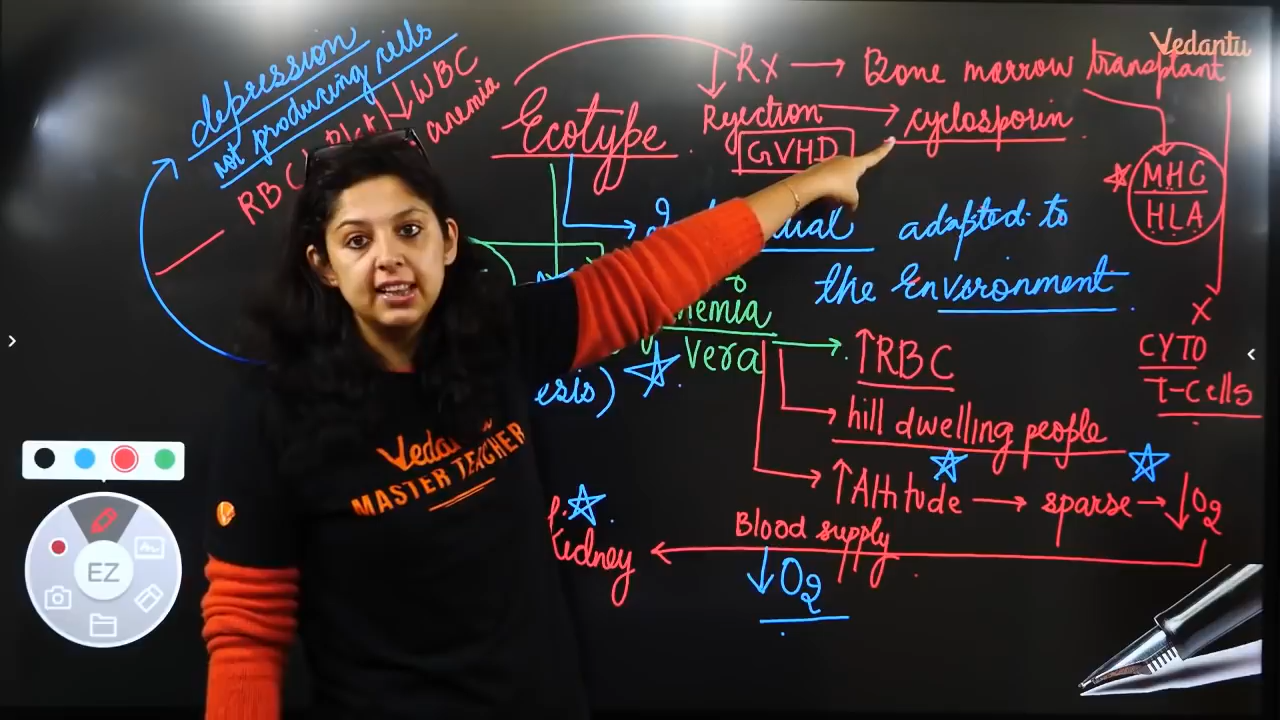 Vedantu
depression
not producing cells
RBC ↓Plat ↓WBC
anemia
Rx → Bone marrow transplant
Rejection → cyclosporin
GVHD
Ecotype
MHC
HLA
adapted to
the Environment
x
CYTO
T-Cells
vera → ↑RBC
esis)
hill dwelling people
↑Altitude → sparse → ↓O2
Blood supply
Kidney
↓O2
MASTER TEACHER
EZ